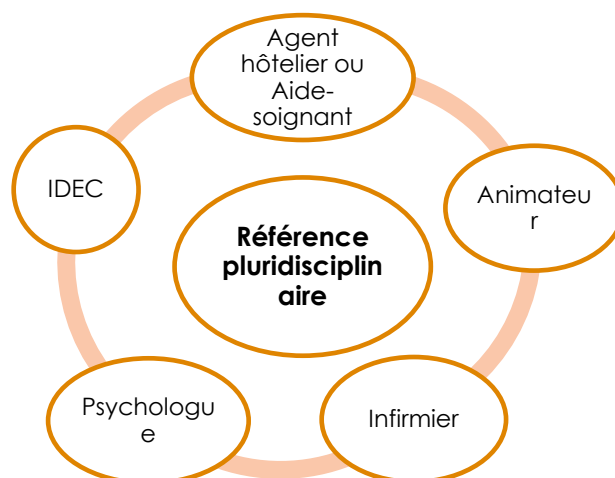 Agent
hôtelier ou
Aide-
soignant
IDEC
Animateu
r
Référence
pluridisciplin
aire
Psychologu
e
Infirmier